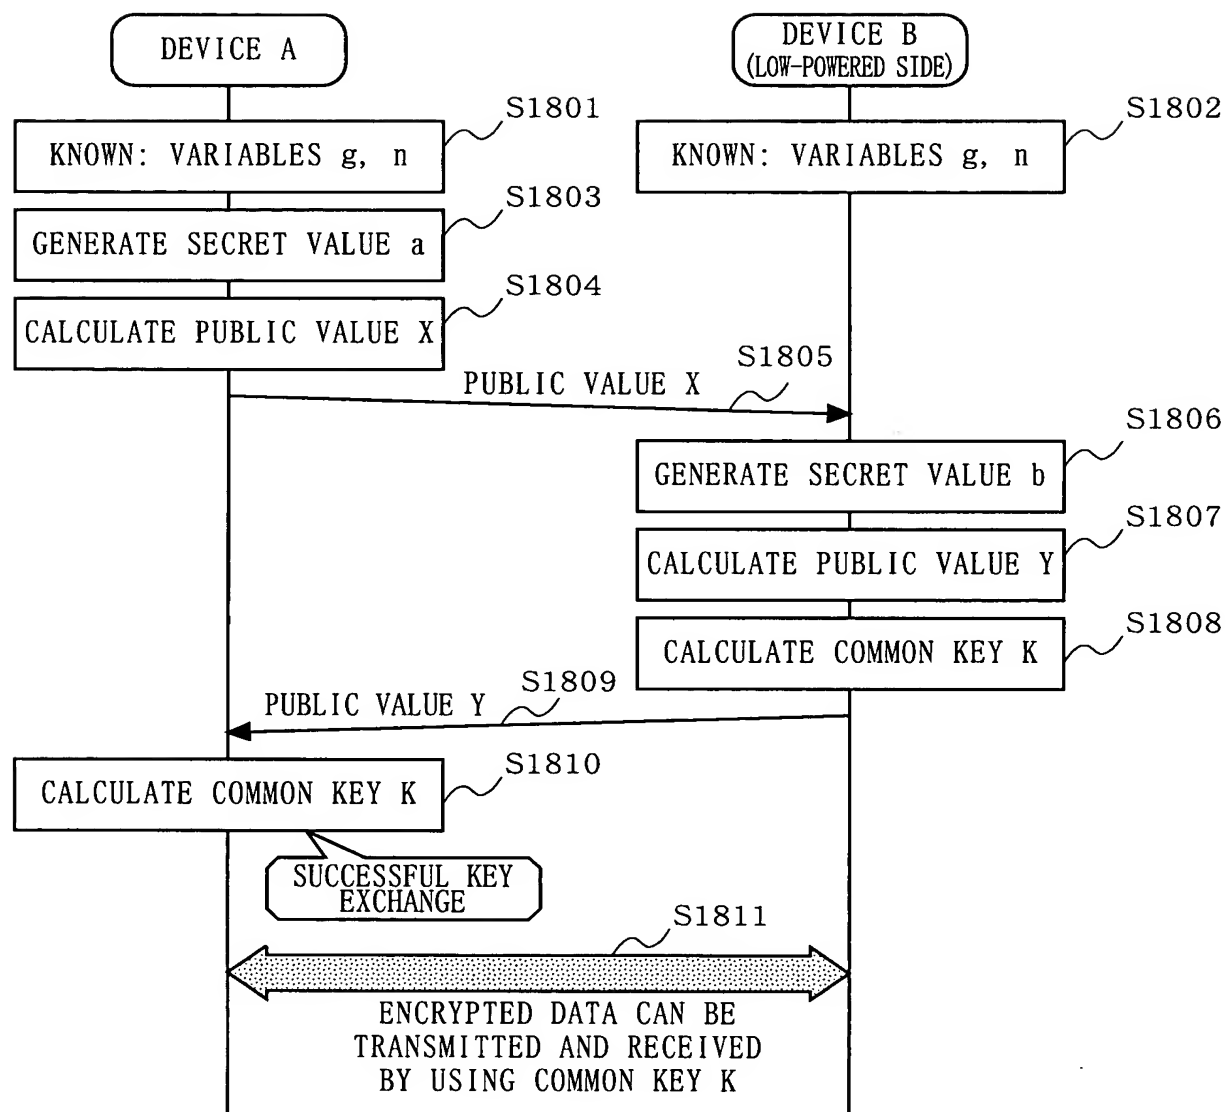 DEVICE A
DEVICE B
(LOW-POWERED SIDE)
S1801
S1802
KNOWN: VARIABLES g, n
KNOWN: VARIABLES g, n
S1803
GENERATE SECRET VALUE a
S1804
CALCULATE PUBLIC VALUE X
S1805
PUBLIC VALUE X
S1806
GENERATE SECRET VALUE b
S1807
CALCULATE PUBLIC VALUE Y
S1808
CALCULATE COMMON KEY K
S1809
PUBLIC VALUE Y
S1810
CALCULATE COMMON KEY K
SUCCESSFUL KEY
EXCHANGE
S1811
ENCRYPTED DATA CAN BE
TRANSMITTED AND RECEIVED
BY USING COMMON KEY K